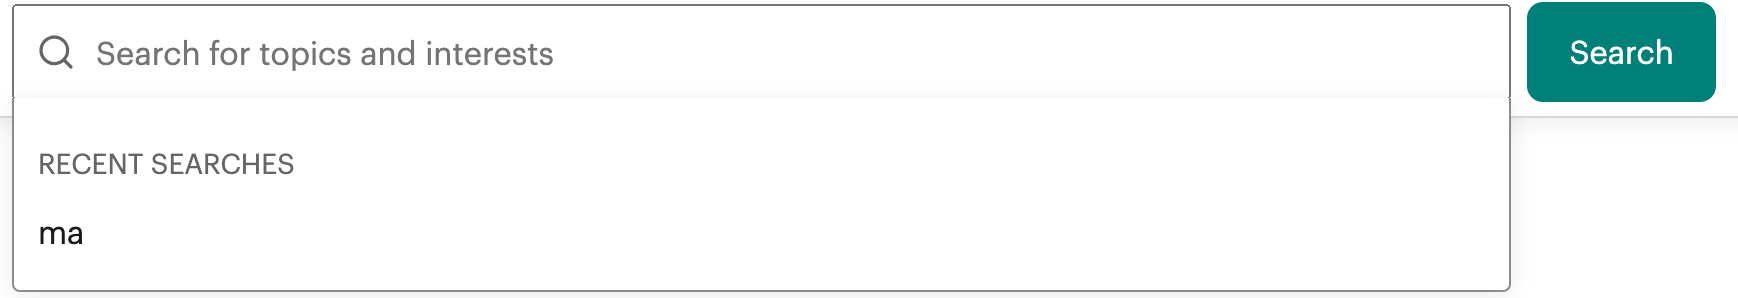 Search for topics and interests
Search
RECENT SEARCHES
ma